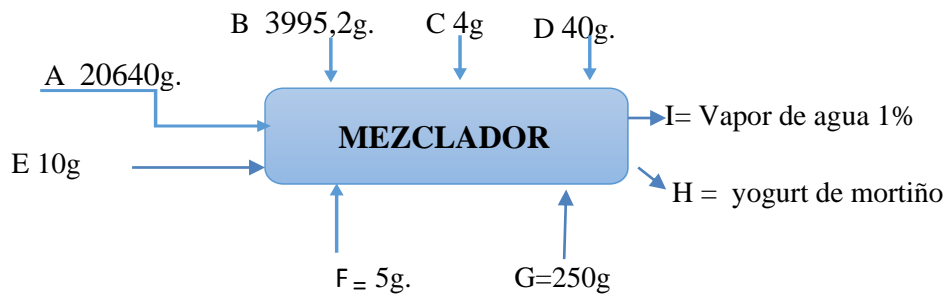 B 3995,2g.
C 4g
D 40g.
A 20640g.
I= Vapor de agua 1%
MEZCLADOR
E 10g
H = yogurt de mortiño
F = 5g.
G=250g